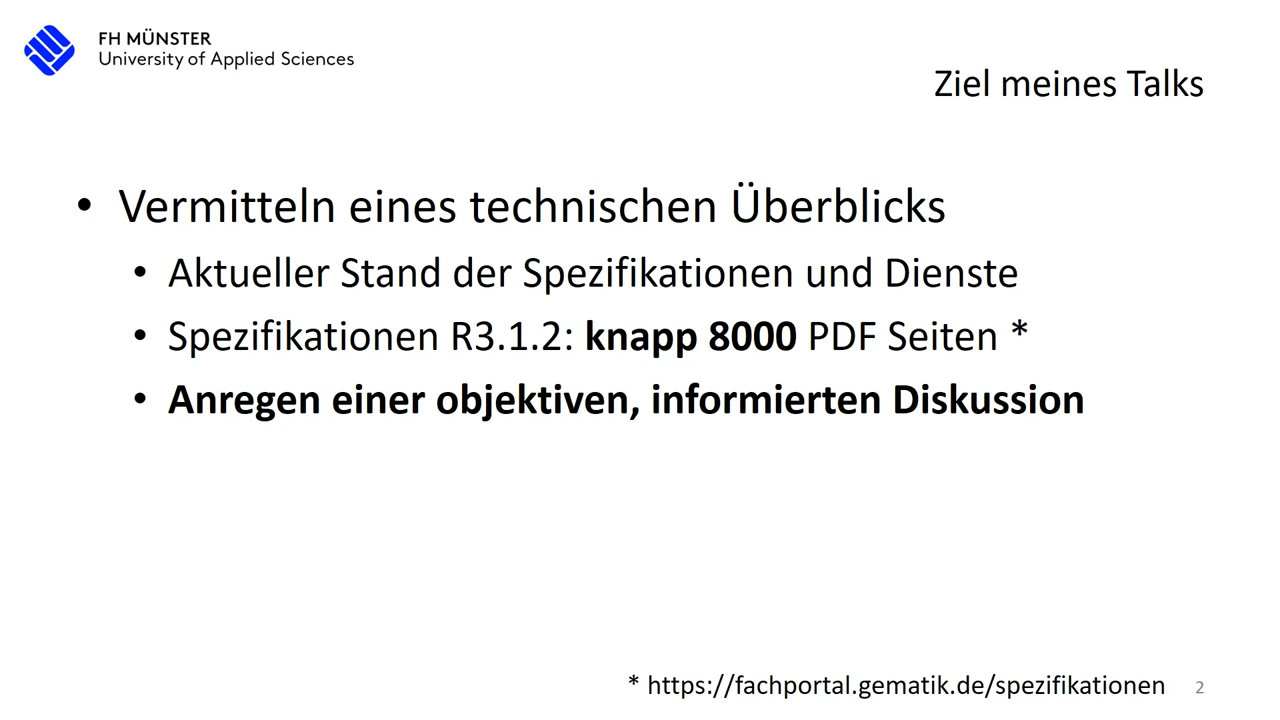 FH MÜNSTER
University of Applied Sciences
Ziel meines Talks
• Vermitteln eines technischen Überblicks
• Aktueller Stand der Spezifikationen und Dienste
• Spezifikationen R3.1.2: knapp 8000 PDF Seiten *
• Anregen einer objektiven, informierten Diskussion
* https://fachportal.gematik.de/spezifikationen
2